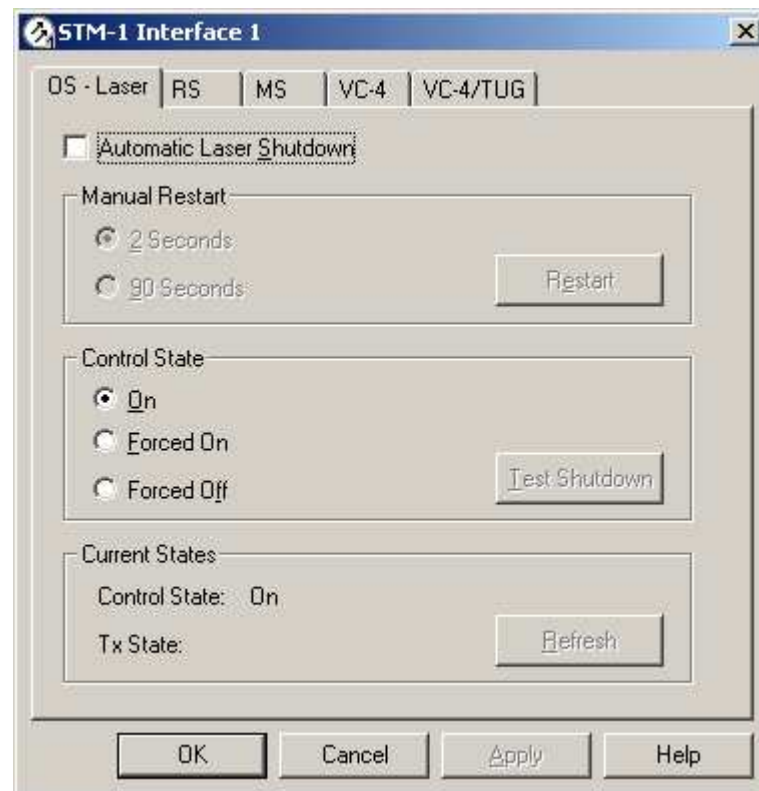 STM-1 Interface 1
OS - Laser RS MS VC-4 VC-4/TUG
Automatic Laser Shutdown
Manual Restart
2 Seconds
90 Seconds
Restart
Control State
On
Forced On
Forced Off
Test Shutdown
Current States
Control State: On
Tx State:
Refresh
OK Cancel Apply Help